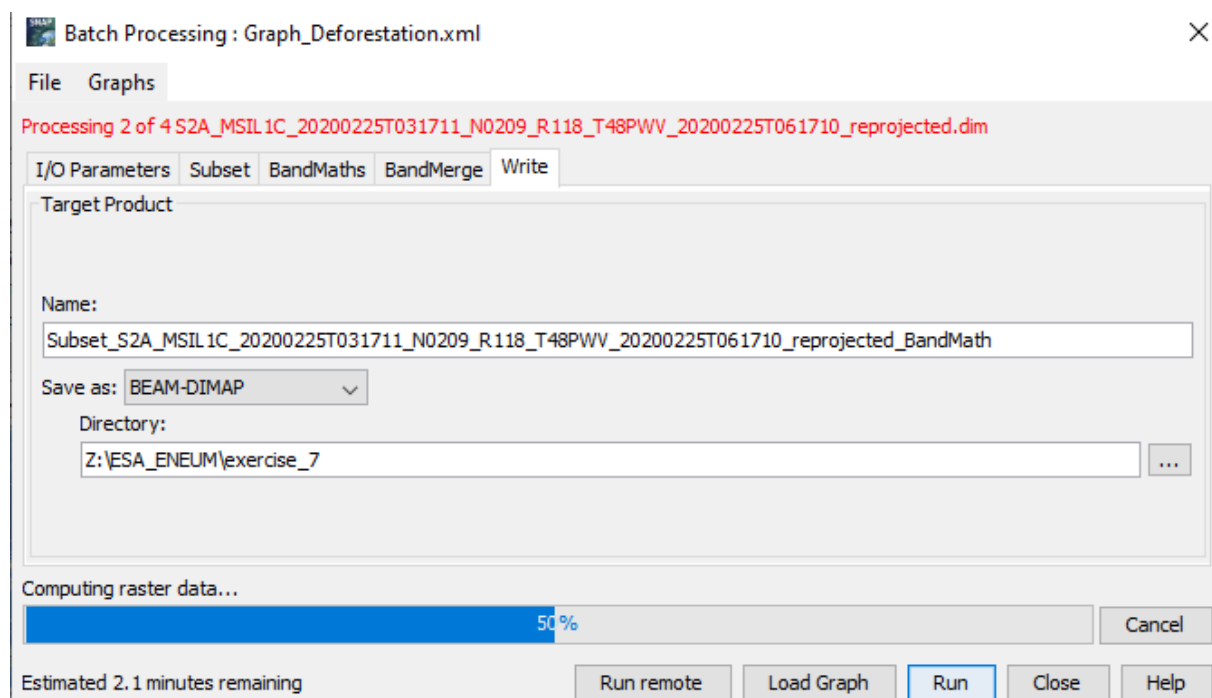 SNAP
Batch Processing : Graph_Deforestation.xml
File Graphs
Processing 2 of 4 S2A_MSIL1C_20200225T031711_N0209_R118_T48PWV_20200225T061710_reprojected.dim
I/O Parameters Subset BandMaths BandMerge Write
Target Product
Name:
Subset_S2A_MSIL1C_20200225T031711_N0209_R118_T48PWV_20200225T061710_reprojected_BandMath
Save as: BEAM-DIMAP
Directory:
Z:\ESA_ENEUM\exercise_7
...
Computing raster data...
50%
Cancel
Estimated 2.1 minutes remaining
Run remote Load Graph Run Close Help